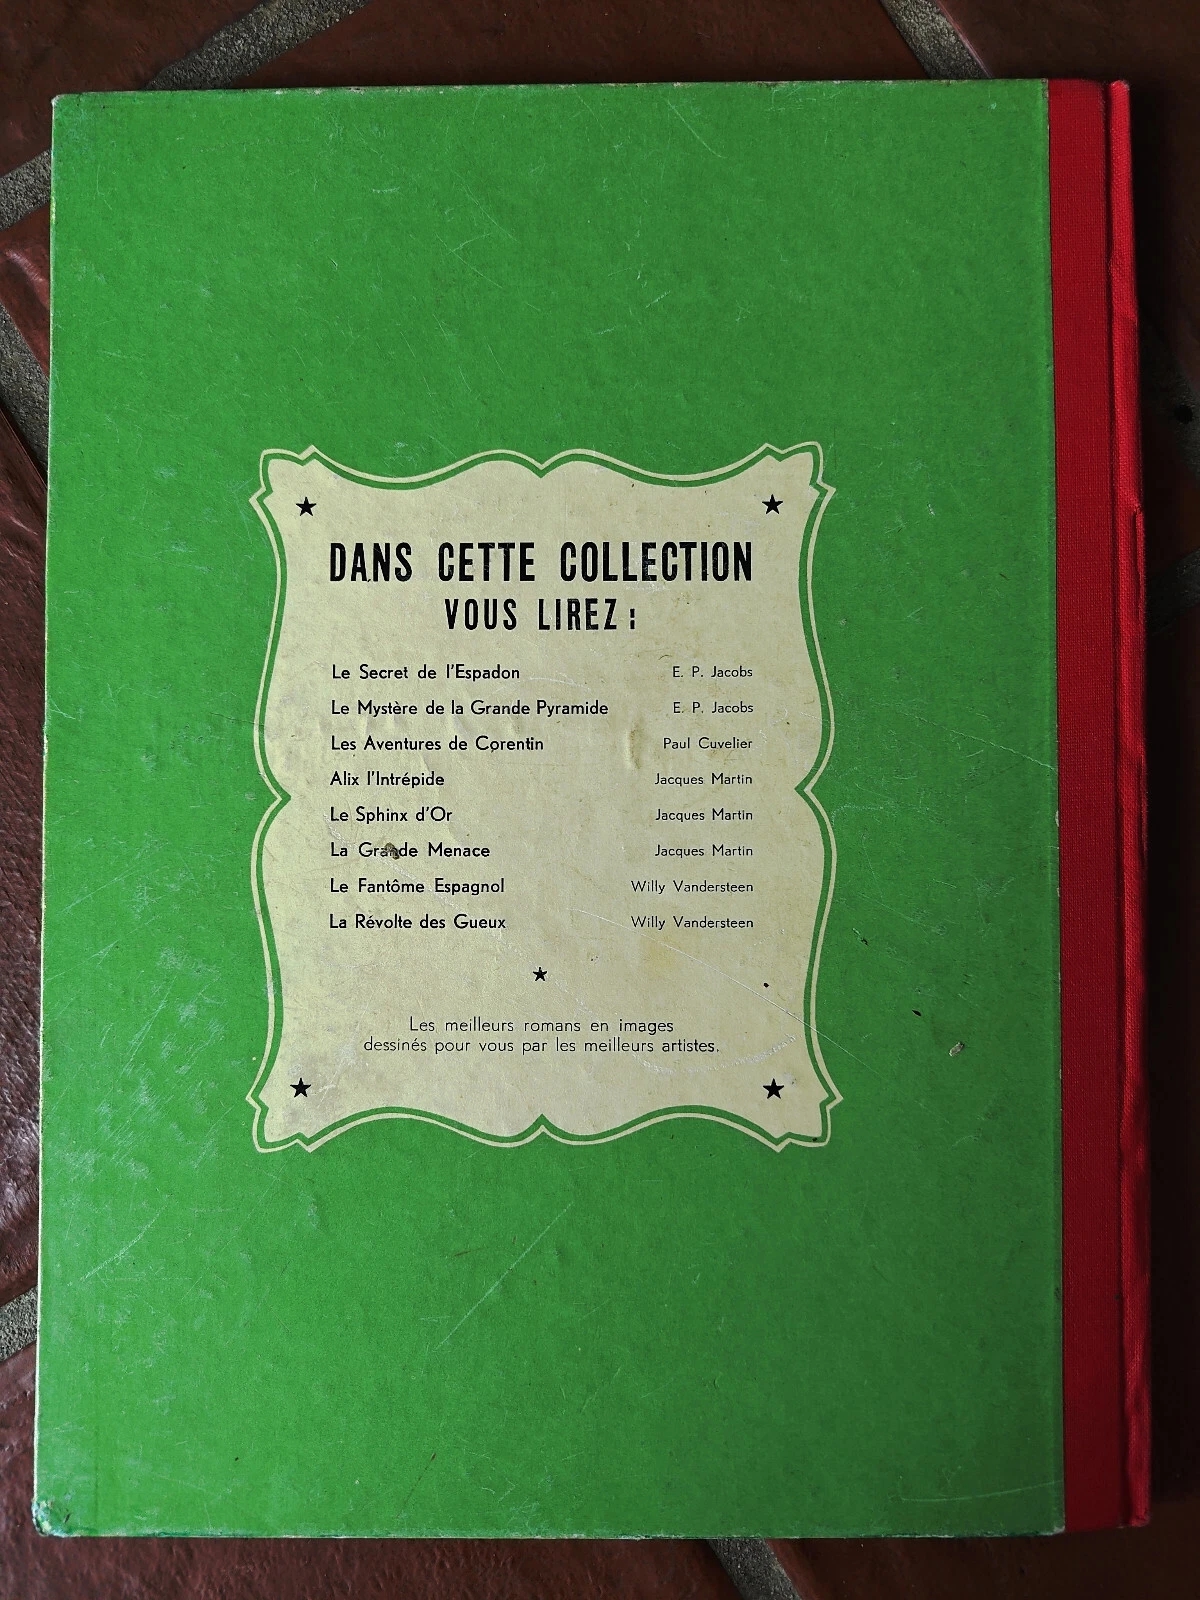 DANS CETTE COLLECTION
VOUS LIREZ :
Le Secret de l'Espadon E. P. Jacobs
Le Mystère de la Grande Pyramide E. P. Jacobs
Les Aventures de Corentin Paul Cuvelier
Alix l'Intrépide Jacques Martin
Le Sphinx d'Or Jacques Martin
La Grande Menace Jacques Martin
Le Fantôme Espagnol Willy Vandersteen
La Révolte des Gueux Willy Vandersteen
Les meilleurs romans en images
dessinés pour vous par les meilleurs artistes.